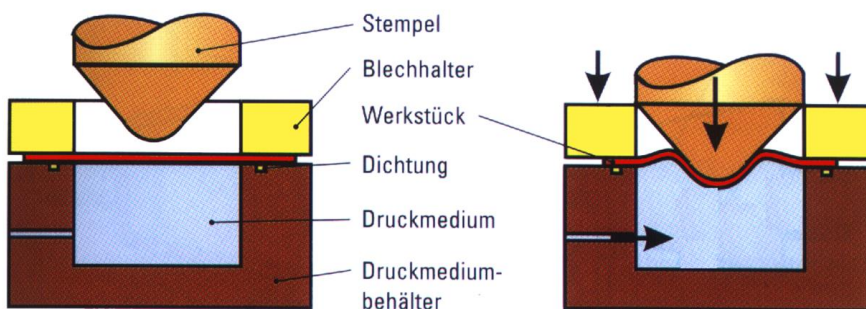 Stempel
Blechhalter
Werkstück
Dichtung
Druckmedium
Druckmedium-
behälter